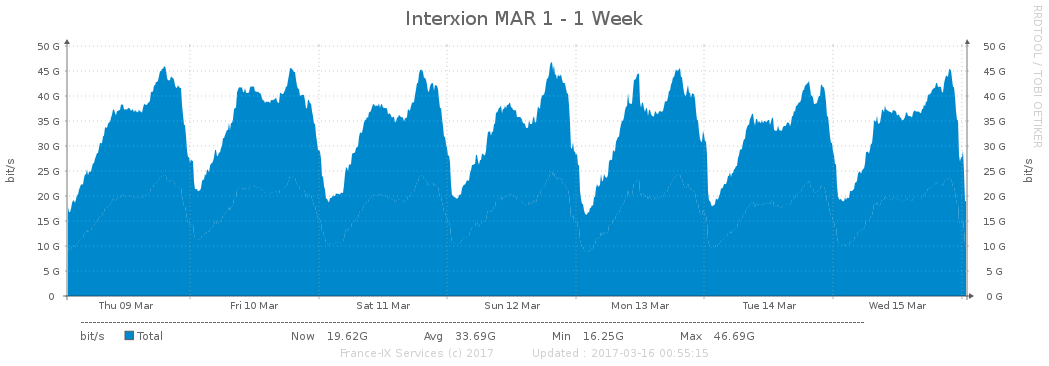 Interxion MAR 1 - 1 Week
RRDTOOL / TOBI OETIKER
bit/s
50 G
45 G
40 G
35 G
30 G
25 G
20 G
15 G
10 G
5 G
0
50 G
45 G
40 G
35 G
30 G
25 G
20 G
15 G
10 G
5 G
0 G
bit/s
Thu 09 Mar Fri 10 Mar Sat 11 Mar Sun 12 Mar Mon 13 Mar Tue 14 Mar Wed 15 Mar
bit/s Total Now 19.62G Avg 33.69G Min 16.25G Max 46.69G
France-IX Services (c) 2017 Updated : 2017-03-16 00:55:15